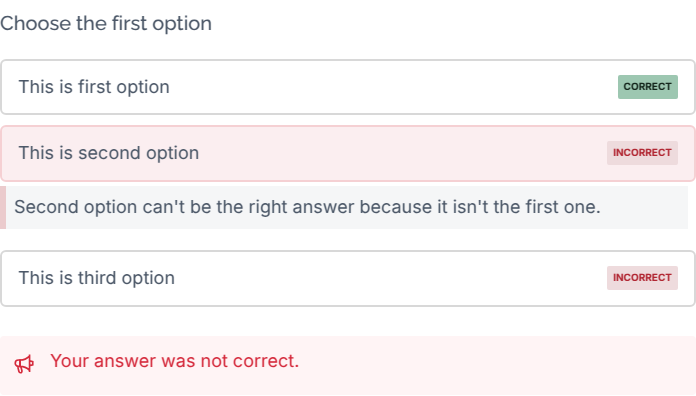 Choose the first option
This is first option CORRECT
This is second option INCORRECT
Second option can't be the right answer because it isn't the first one.
This is third option INCORRECT
Your answer was not correct.